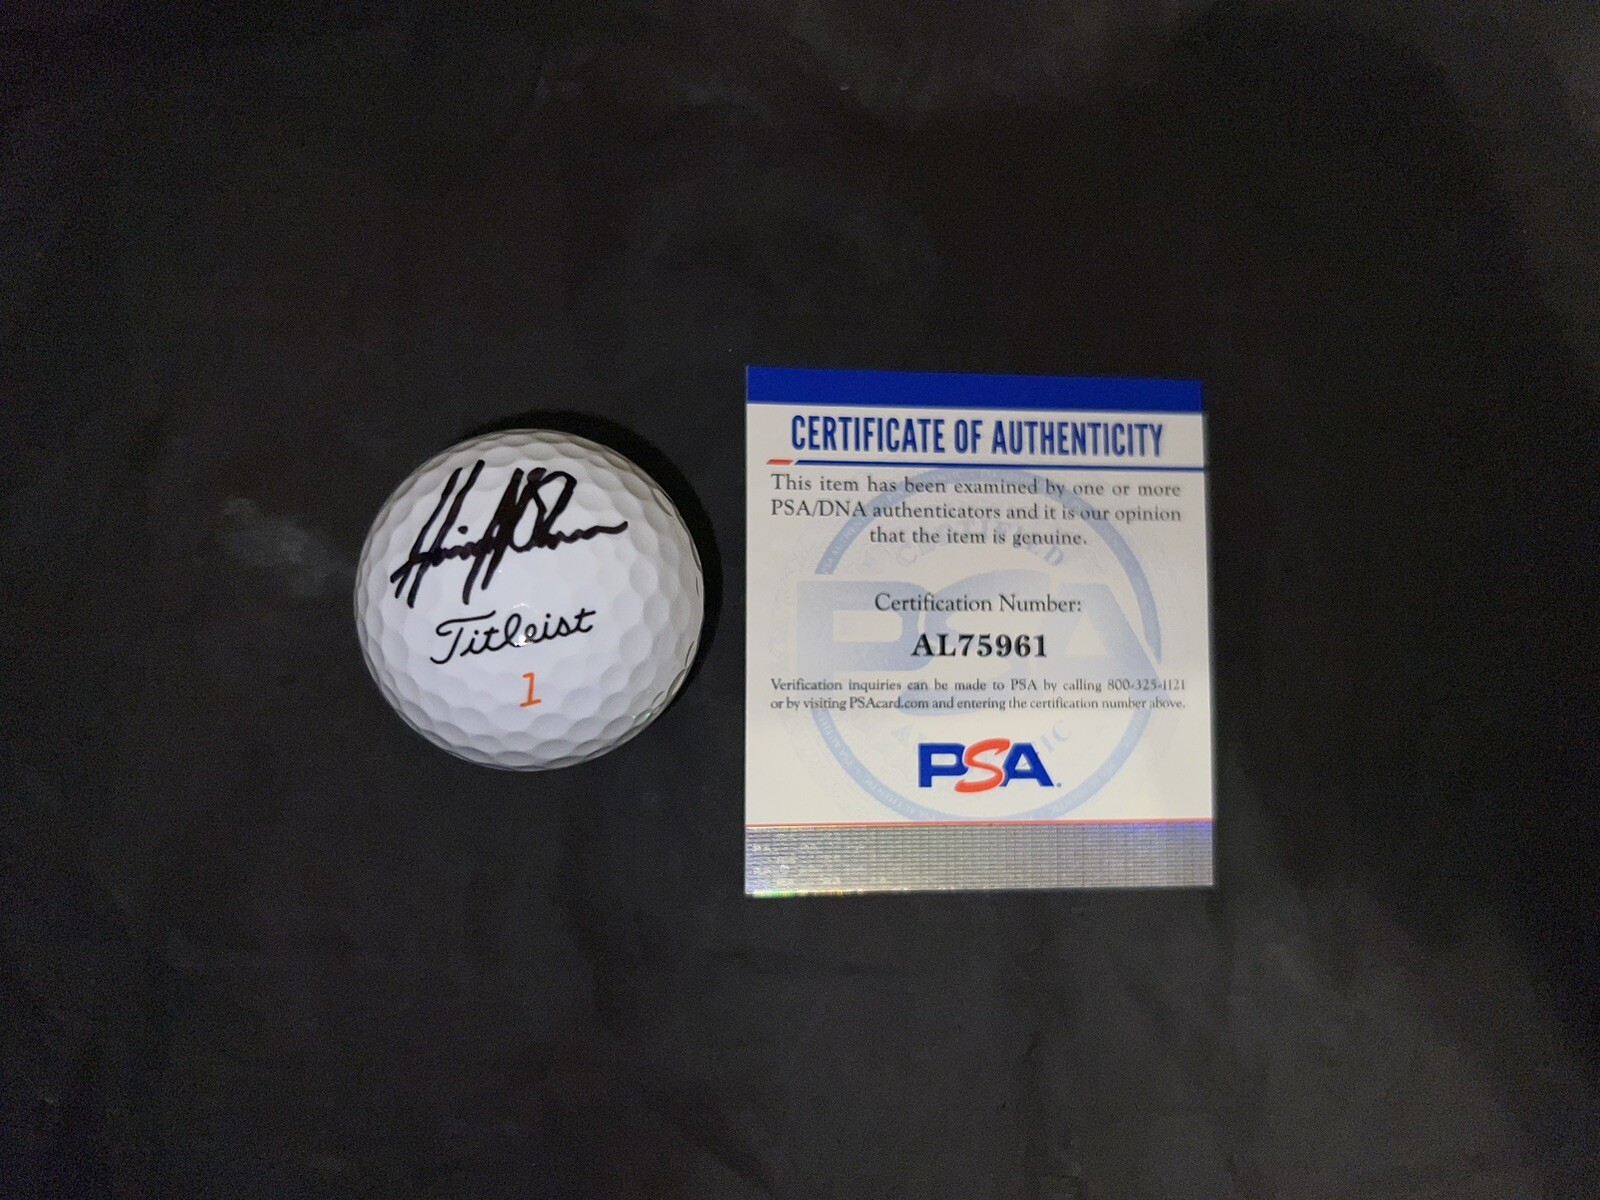 Titleist
1
CERTIFICATE OF AUTHENTICITY
This item has been examined by one or more
PSA/DNA authenticators and it is our opinion
that the item is genuine.
Certification Number:
AL75961
Verification inquiries can be made to PSA by calling 800-325-1121
or by visiting PSAcard.com and entering the certification number above.
PSA